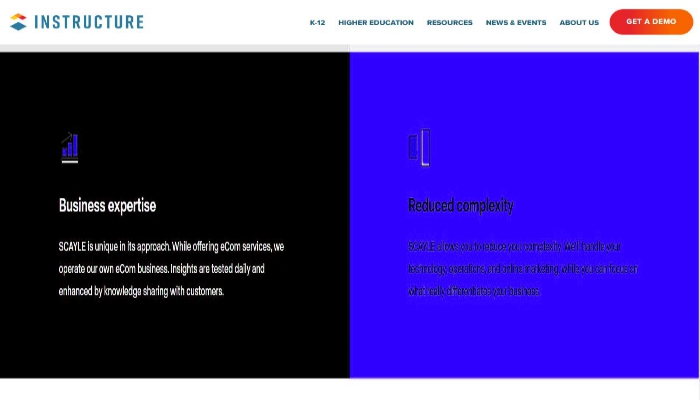 INSTRUCTURE
K-12 HIGHER EDUCATION RESOURCES NEWS & EVENTS ABOUT US GET A DEMO
Business expertise
SCAYLE is unique in its approach. While offering eCom services, we
operate our own eCom business. Insights are tested daily and
enhanced by knowledge sharing with customers.
Reduced complexity
SCAYLE allows you to reduce your complexity. We'll handle your
technology, operations, and online marketing, while you can focus on
what really differentiates your business.